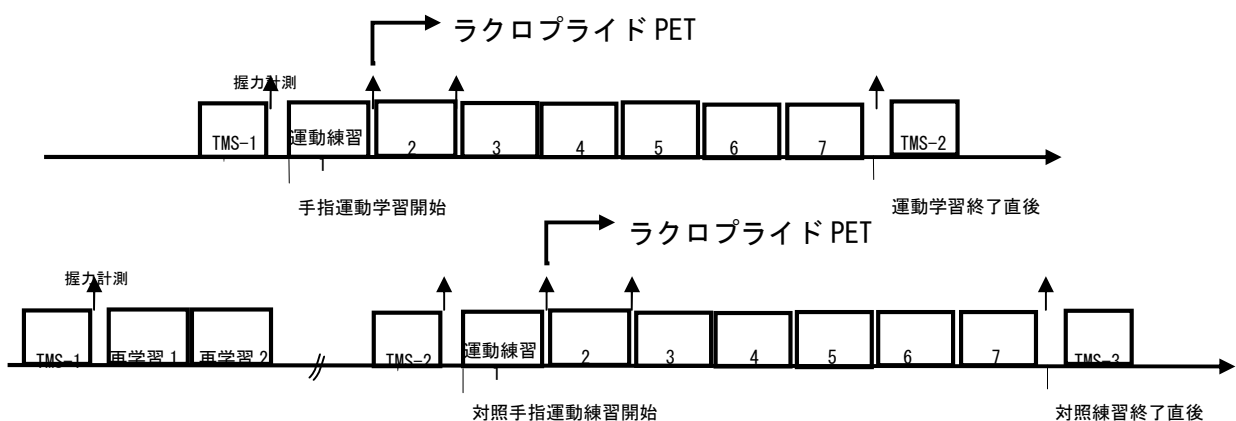 ラクロプライド PET
握力計測
TMS-1
運動練習
1
2
3
4
5
6
7
TMS-2
手指運動学習開始
運動学習終了直後
ラクロプライド PET
握力計測
TMS-1
再学習 1
再学習 2
TMS-2
運動練習
1
2
3
4
5
6
7
TMS-3
対照手指運動練習開始
対照練習終了直後